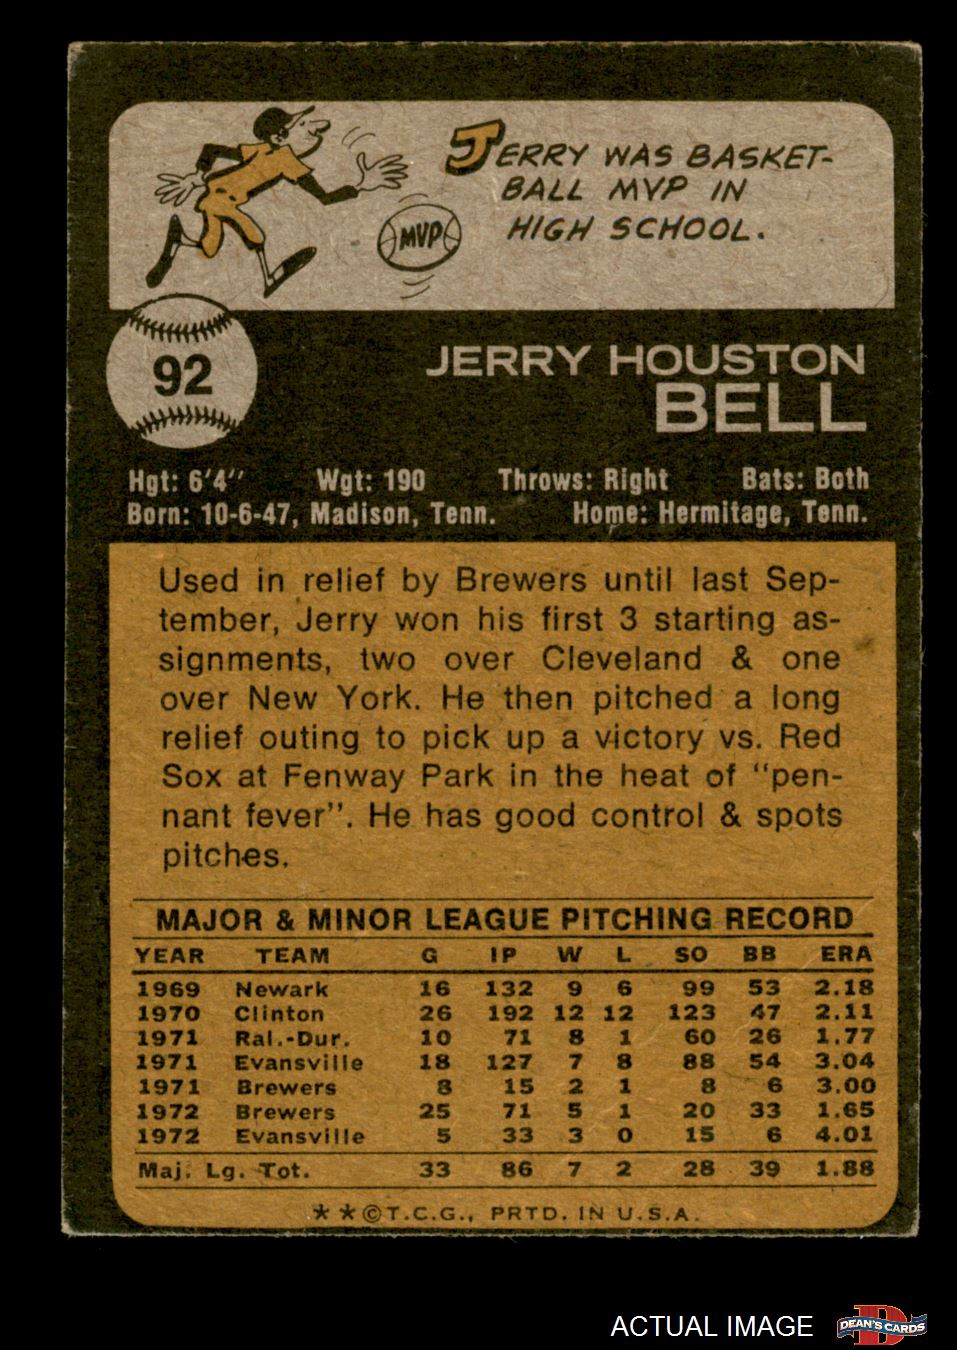 JERRY WAS BASKET-
BALL MVP IN
HIGH SCHOOL.
MVP
92
JERRY HOUSTON
BELL
Hgt: 6'4" Wgt: 190 Throws: Right Bats: Both
Born: 10-6-47, Madison, Tenn. Home: Hermitage, Tenn.
Used in relief by Brewers until last Sep-
tember, Jerry won his first 3 starting as-
signments, two over Cleveland & one
over New York. He then pitched a long
relief outing to pick up a victory vs. Red
Sox at Fenway Park in the heat of "pen-
nant fever". He has good control & spots
pitches.
MAJOR & MINOR LEAGUE PITCHING RECORD
YEAR TEAM G IP W L SO BB ERA
1969 Newark 16 132 9 6 99 53 2.18
1970 Clinton 26 192 12 12 123 47 2.11
1971 Ral.-Dur. 10 71 8 1 60 26 1.77
1971 Evansville 18 127 7 8 88 54 3.04
1971 Brewers 8 15 2 1 8 6 3.00
1972 Brewers 25 71 5 1 20 33 1.65
1972 Evansville 5 33 3 0 15 6 4.01
Maj. Lg. Tot. 33 86 7 2 28 39 1.88
★★©T.C.G., PRTD. IN U.S.A.
ACTUAL IMAGE
D
DEAN'S CARDS